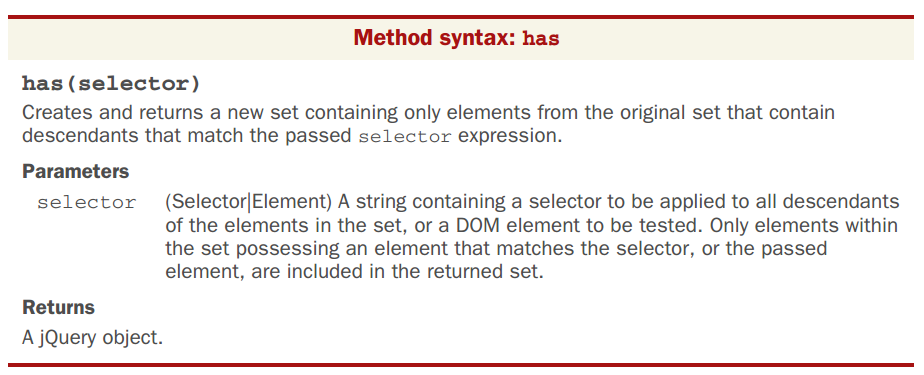 Method syntax: has
has(selector)
Creates and returns a new set containing only elements from the original set that contain
descendants that match the passed selector expression.
Parameters
selector (Selector|Element) A string containing a selector to be applied to all descendants
of the elements in the set, or a DOM element to be tested. Only elements within
the set possessing an element that matches the selector, or the passed
element, are included in the returned set.
Returns
A jQuery object.